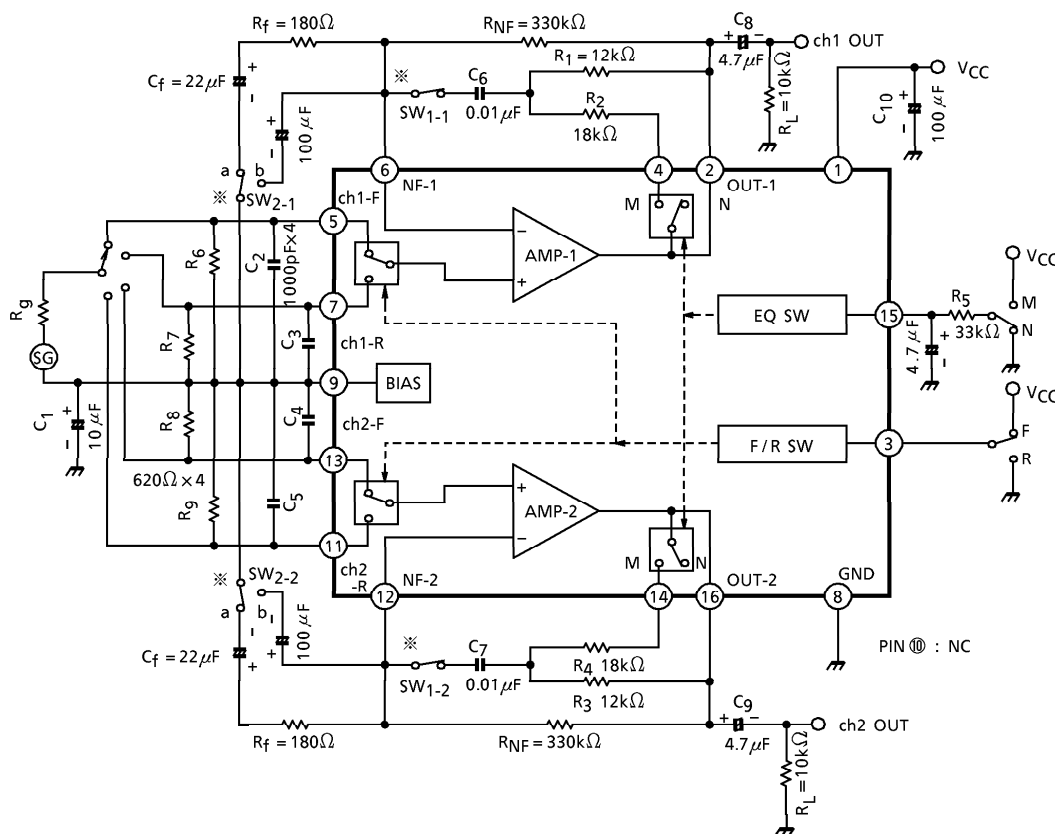 Rf = 180Ω
RNF = 330kΩ
C8
+ −
4.7μF
ch1 OUT
R1 = 12kΩ
RL = 10kΩ
VCC
Cf = 22μF
+
-
+
-
100μF
※
SW1-1
C6
0.01μF
R2
18kΩ
C10
+
-
100μF
a
b
※
SW2-1
6
NF-1
4
2
OUT-1
1
ch1-F
5
M
N
−
+
AMP-1
R6
C2
1000pF×4
Rg
SG
7
ch1-R
R7
C3
EQ SW
15
R5
33kΩ
4.7μF
+
-
VCC
M
N
C1
+
-
10μF
9
BIAS
R8
C4
ch2-F
F/R SW
3
VCC
F
R
13
620Ω×4
R9
C5
+
−
AMP-2
11
ch2
-R
M
N
※
SW2-2
a
b
12
NF-2
14
16
OUT-2
GND
8
-
+
100μF
Cf = 22μF
-
+
※
SW1-2
C7
0.01μF
R4 18kΩ
R3 12kΩ
PIN ⑩ : NC
Rf = 180Ω
RNF = 330kΩ
C9
+ −
4.7μF
ch2 OUT
RL = 10kΩ